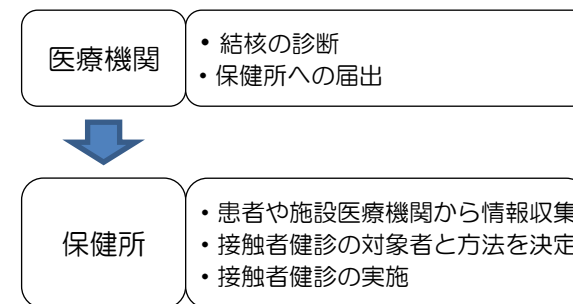 医療機関
• 結核の診断
• 保健所への届出
保健所
• 患者や施設医療機関から情報収集
• 接触者健診の対象者と方法を決定
• 接触者健診の実施